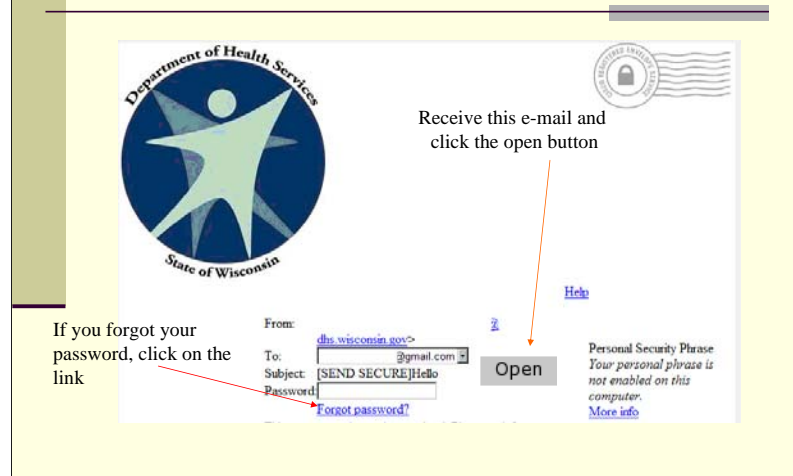 Department of Health Services
State of Wisconsin
Receive this e-mail and
click the open button
Help
If you forgot your
password, click on the
link
From:
?
dhs.wisconsin.gov>
To:
@gmail.com
Subject: [SEND SECURE]Hello
Password:
Forgot password?
Open
Personal Security Phrase
Your personal phrase is
not enabled on this
computer.
More info